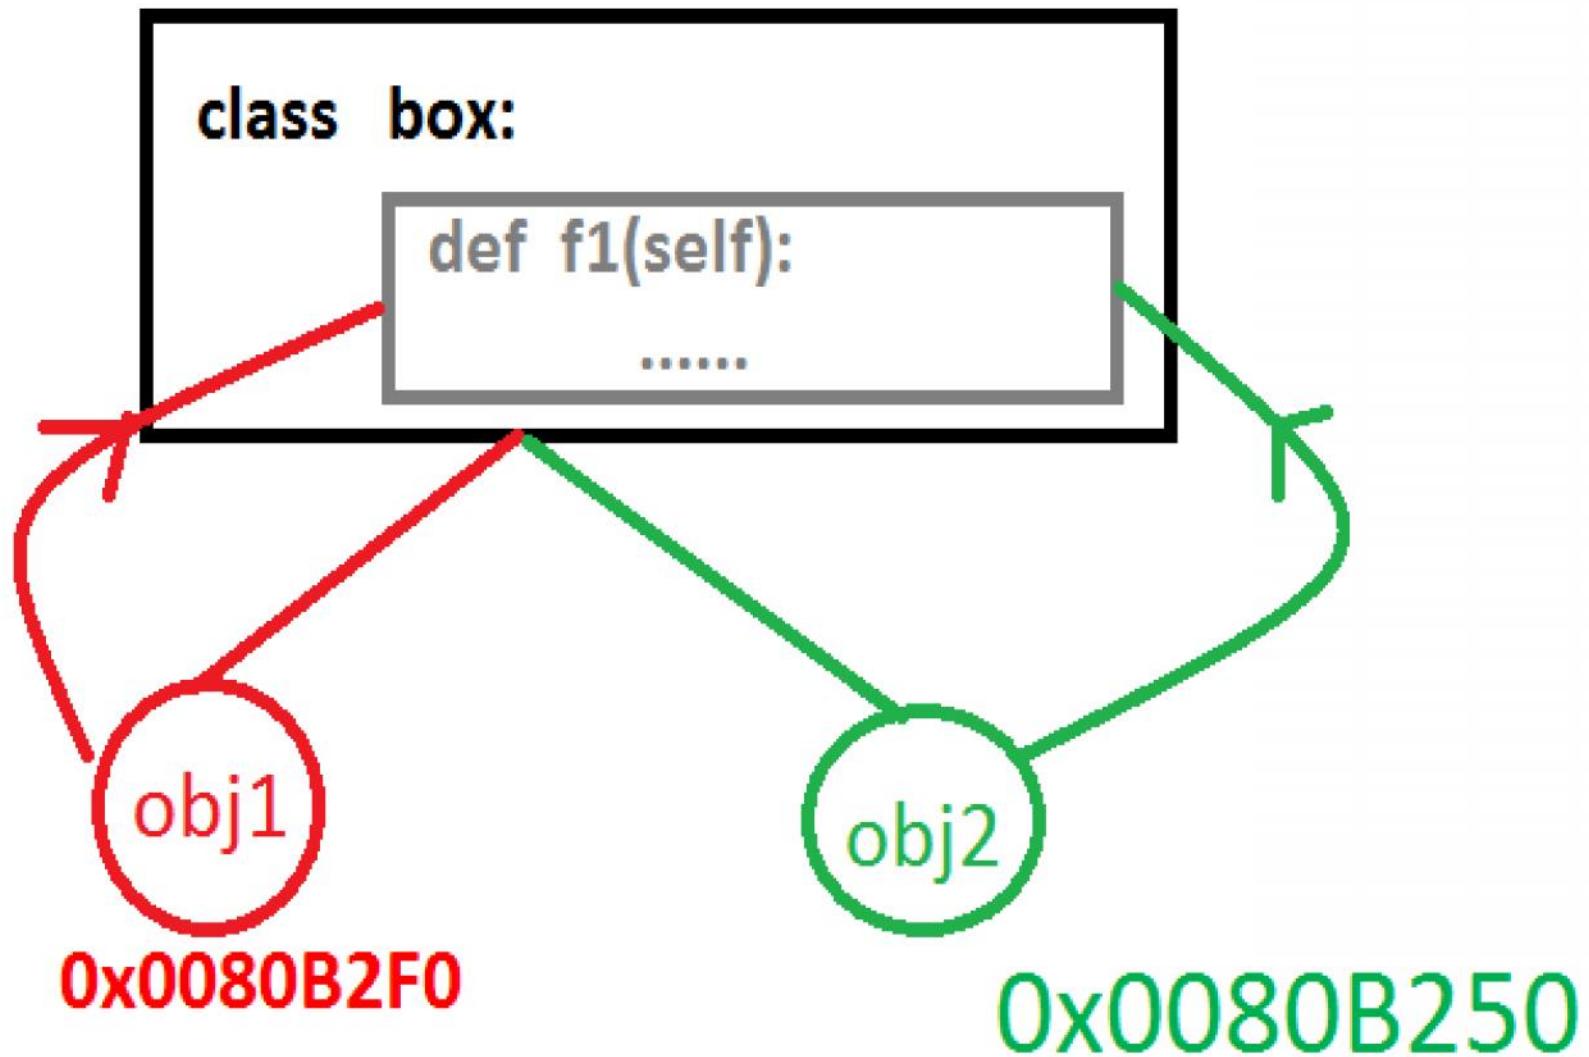 class box:
def f1(self):
......
obj1
obj2
0x0080B2F0
0x0080B250